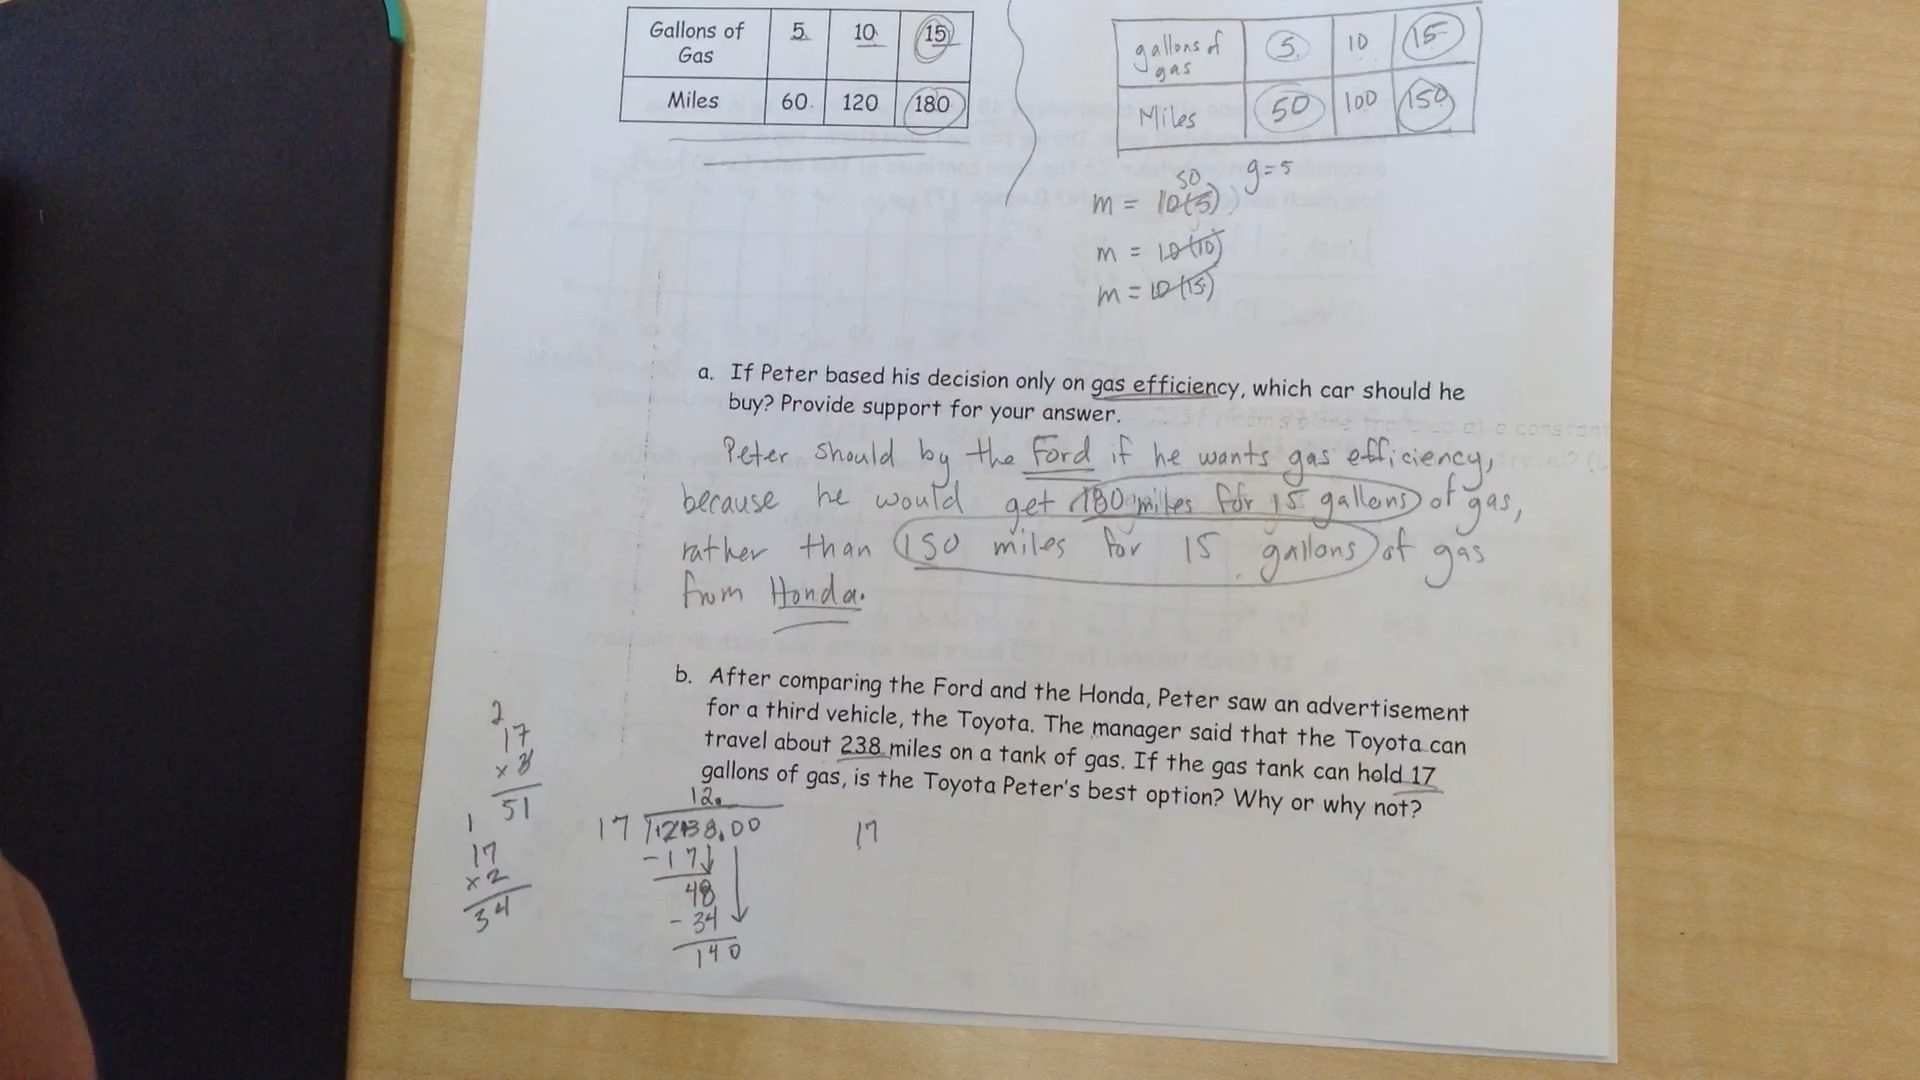 Gallons of Gas 5 10 15
Miles 60 120 180
gallons of gas 5 10 15
Miles 50 100 150
g=5
50
m = 10(5)
m = 10(10)
m = 10(15)
a. If Peter based his decision only on gas efficiency, which car should he
buy? Provide support for your answer.
Peter should by the Ford if he wants gas efficiency,
because he would get 180 miles for 15 gallons of gas,
rather than 150 miles for 15 gallons of gas
from Honda.
b. After comparing the Ford and the Honda, Peter saw an advertisement
for a third vehicle, the Toyota. The manager said that the Toyota can
travel about 238 miles on a tank of gas. If the gas tank can hold 17
gallons of gas, is the Toyota Peter's best option? Why or why not?
2
17
x 3
51
1
17
x 2
34
12.
17 238.00
- 17
48
- 34
140
17